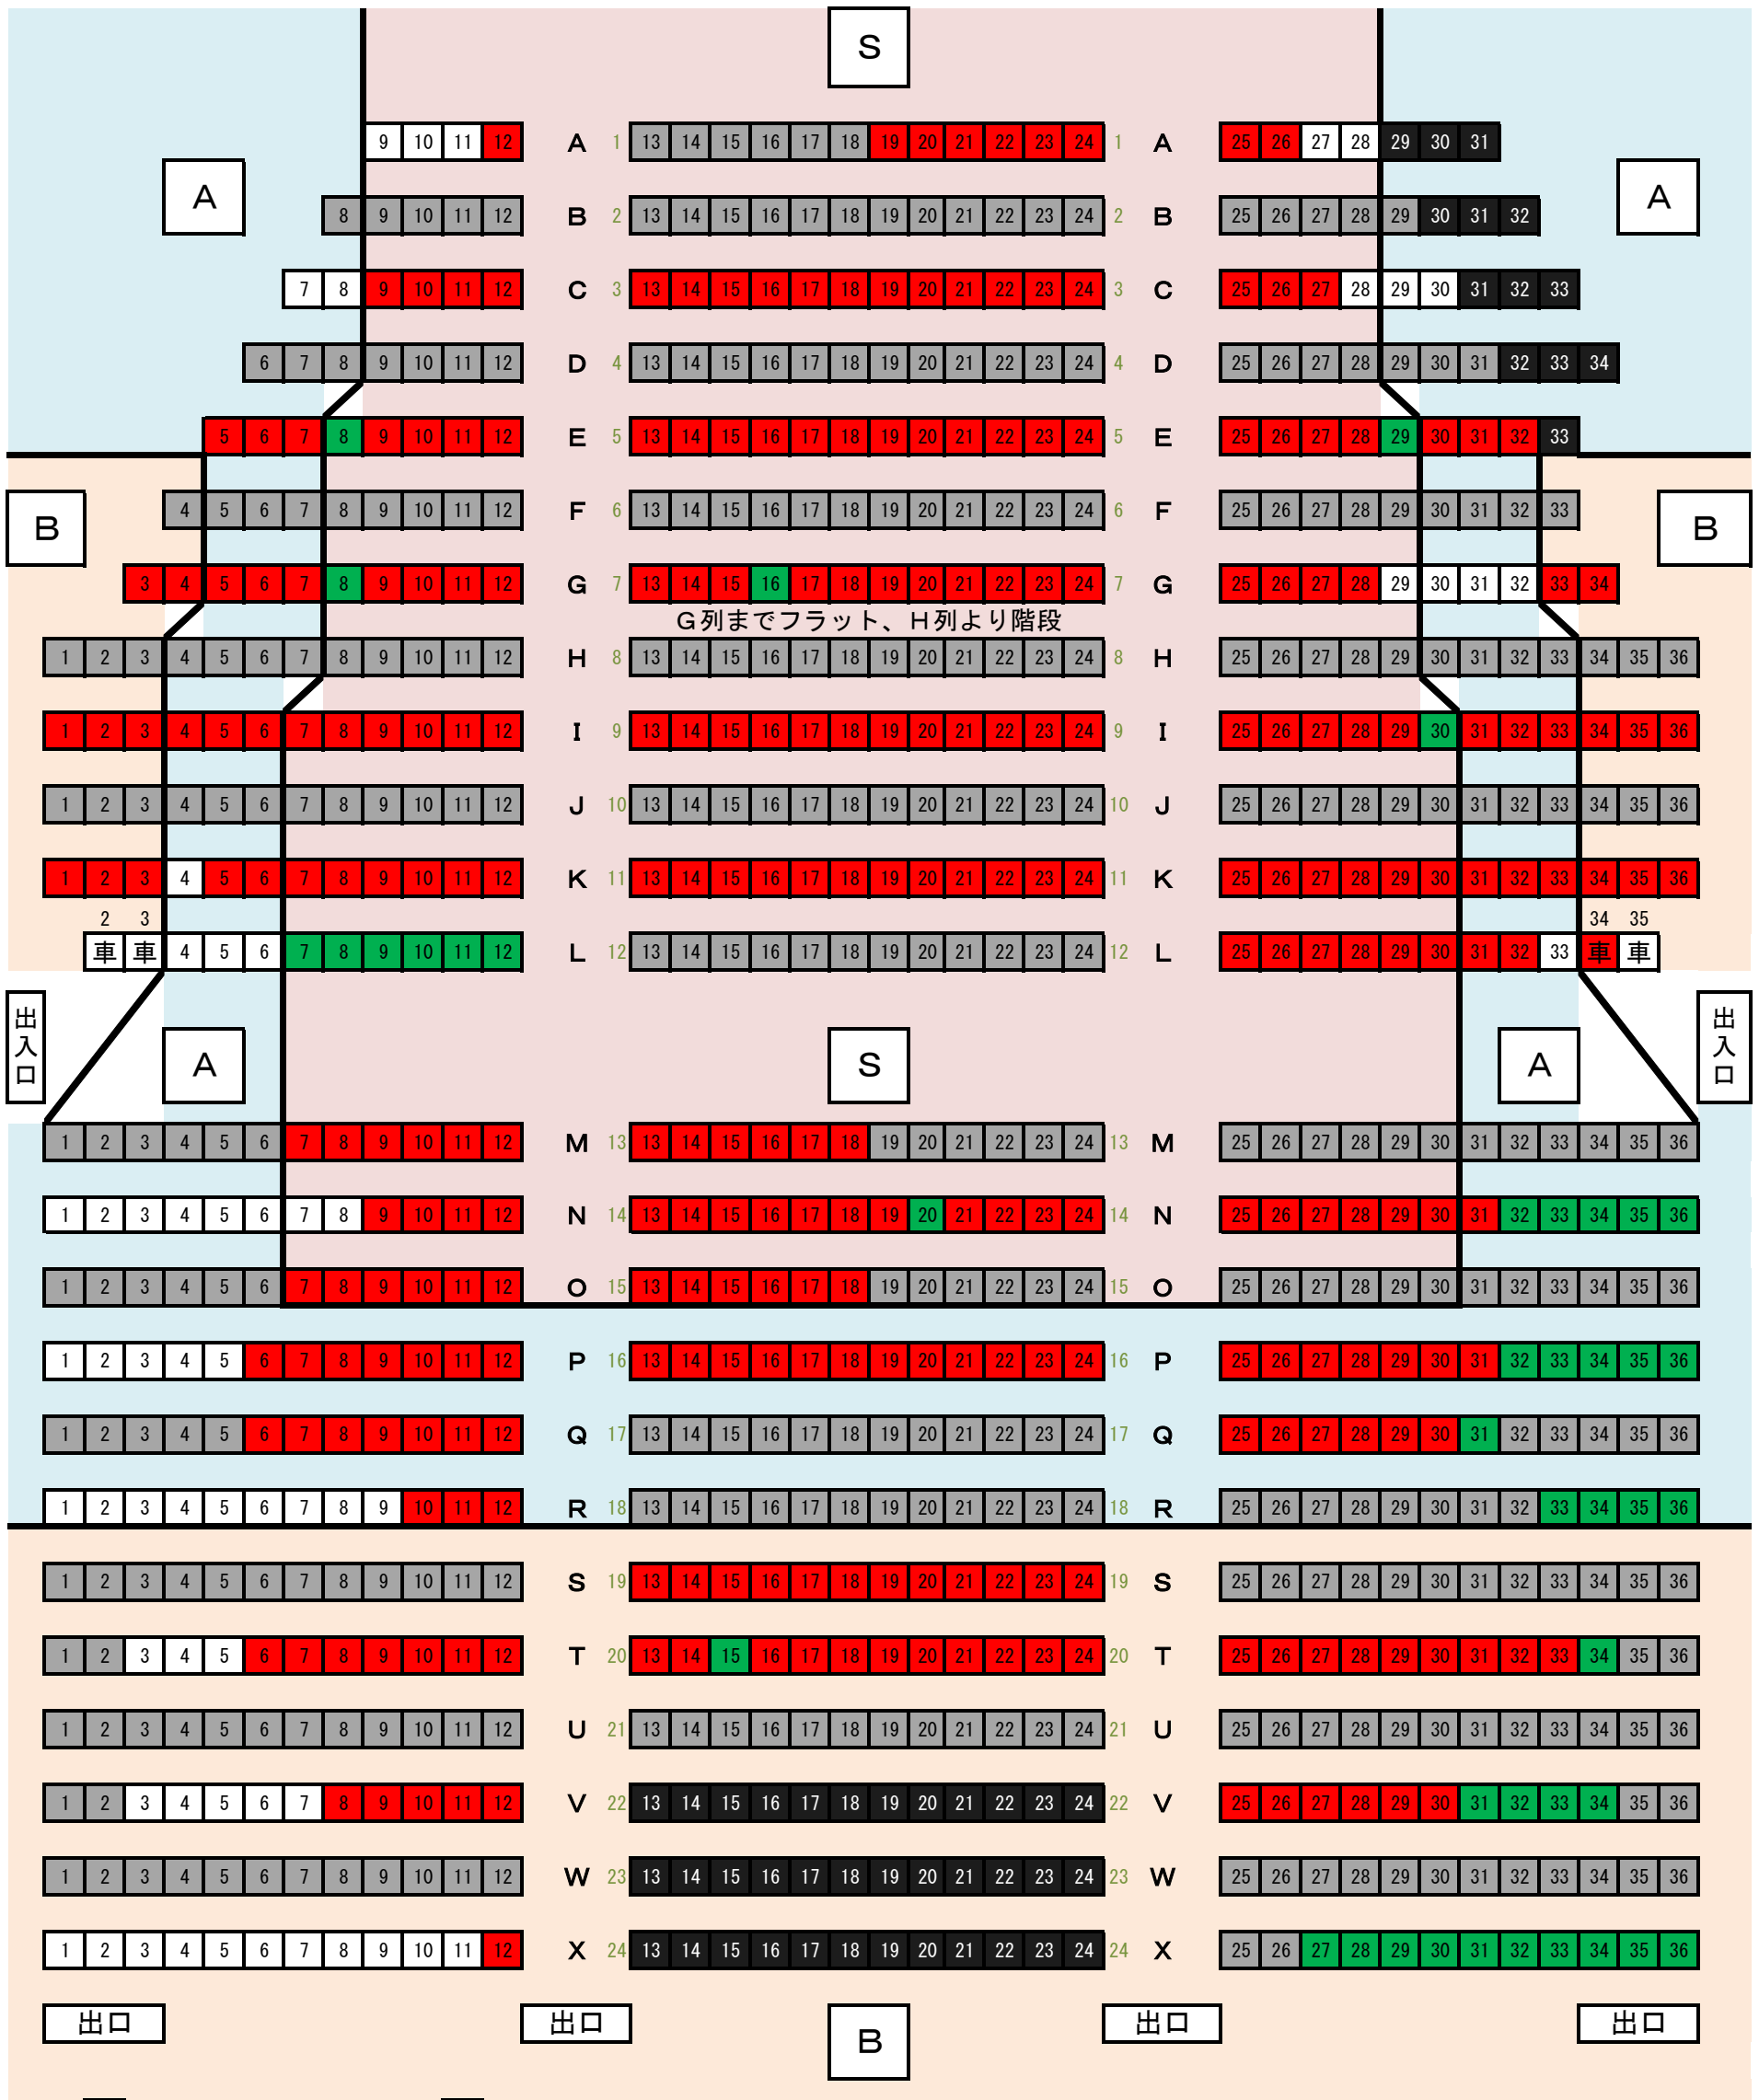 S
9 10 11 12 A 1 13 14 15 16 17 18 19 20 21 22 23 24 1 A 25 26 27 28 29 30 31
A A
8 9 10 11 12 B 2 13 14 15 16 17 18 19 20 21 22 23 24 2 B 25 26 27 28 29 30 31 32
7 8 9 10 11 12 C 3 13 14 15 16 17 18 19 20 21 22 23 24 3 C 25 26 27 28 29 30 31 32 33
6 7 8 9 10 11 12 D 4 13 14 15 16 17 18 19 20 21 22 23 24 4 D 25 26 27 28 29 30 31 32 33 34
5 6 7 8 9 10 11 12 E 5 13 14 15 16 17 18 19 20 21 22 23 24 5 E 25 26 27 28 29 30 31 32 33
B B
4 5 6 7 8 9 10 11 12 F 6 13 14 15 16 17 18 19 20 21 22 23 24 6 F 25 26 27 28 29 30 31 32 33
3 4 5 6 7 8 9 10 11 12 G 7 13 14 15 16 17 18 19 20 21 22 23 24 7 G 25 26 27 28 29 30 31 32 33 34
G列までフラット、H列より階段
1 2 3 4 5 6 7 8 9 10 11 12 H 8 13 14 15 16 17 18 19 20 21 22 23 24 8 H 25 26 27 28 29 30 31 32 33 34 35 36
1 2 3 4 5 6 7 8 9 10 11 12 I 9 13 14 15 16 17 18 19 20 21 22 23 24 9 I 25 26 27 28 29 30 31 32 33 34 35 36
1 2 3 4 5 6 7 8 9 10 11 12 J 10 13 14 15 16 17 18 19 20 21 22 23 24 10 J 25 26 27 28 29 30 31 32 33 34 35 36
1 2 3 4 5 6 7 8 9 10 11 12 K 11 13 14 15 16 17 18 19 20 21 22 23 24 11 K 25 26 27 28 29 30 31 32 33 34 35 36
2 3 34 35
車 車 4 5 6 7 8 9 10 11 12 L 12 13 14 15 16 17 18 19 20 21 22 23 24 12 L 25 26 27 28 29 30 31 32 33 車 車
出入口 A S A 出入口
1 2 3 4 5 6 7 8 9 10 11 12 M 13 13 14 15 16 17 18 19 20 21 22 23 24 13 M 25 26 27 28 29 30 31 32 33 34 35 36
1 2 3 4 5 6 7 8 9 10 11 12 N 14 13 14 15 16 17 18 19 20 21 22 23 24 14 N 25 26 27 28 29 30 31 32 33 34 35 36
1 2 3 4 5 6 7 8 9 10 11 12 O 15 13 14 15 16 17 18 19 20 21 22 23 24 15 O 25 26 27 28 29 30 31 32 33 34 35 36
1 2 3 4 5 6 7 8 9 10 11 12 P 16 13 14 15 16 17 18 19 20 21 22 23 24 16 P 25 26 27 28 29 30 31 32 33 34 35 36
1 2 3 4 5 6 7 8 9 10 11 12 Q 17 13 14 15 16 17 18 19 20 21 22 23 24 17 Q 25 26 27 28 29 30 31 32 33 34 35 36
1 2 3 4 5 6 7 8 9 10 11 12 R 18 13 14 15 16 17 18 19 20 21 22 23 24 18 R 25 26 27 28 29 30 31 32 33 34 35 36
1 2 3 4 5 6 7 8 9 10 11 12 S 19 13 14 15 16 17 18 19 20 21 22 23 24 19 S 25 26 27 28 29 30 31 32 33 34 35 36
1 2 3 4 5 6 7 8 9 10 11 12 T 20 13 14 15 16 17 18 19 20 21 22 23 24 20 T 25 26 27 28 29 30 31 32 33 34 35 36
1 2 3 4 5 6 7 8 9 10 11 12 U 21 13 14 15 16 17 18 19 20 21 22 23 24 21 U 25 26 27 28 29 30 31 32 33 34 35 36
1 2 3 4 5 6 7 8 9 10 11 12 V 22 13 14 15 16 17 18 19 20 21 22 23 24 22 V 25 26 27 28 29 30 31 32 33 34 35 36
1 2 3 4 5 6 7 8 9 10 11 12 W 23 13 14 15 16 17 18 19 20 21 22 23 24 23 W 25 26 27 28 29 30 31 32 33 34 35 36
1 2 3 4 5 6 7 8 9 10 11 12 X 24 13 14 15 16 17 18 19 20 21 22 23 24 24 X 25 26 27 28 29 30 31 32 33 34 35 36
出口 出口 B 出口 出口